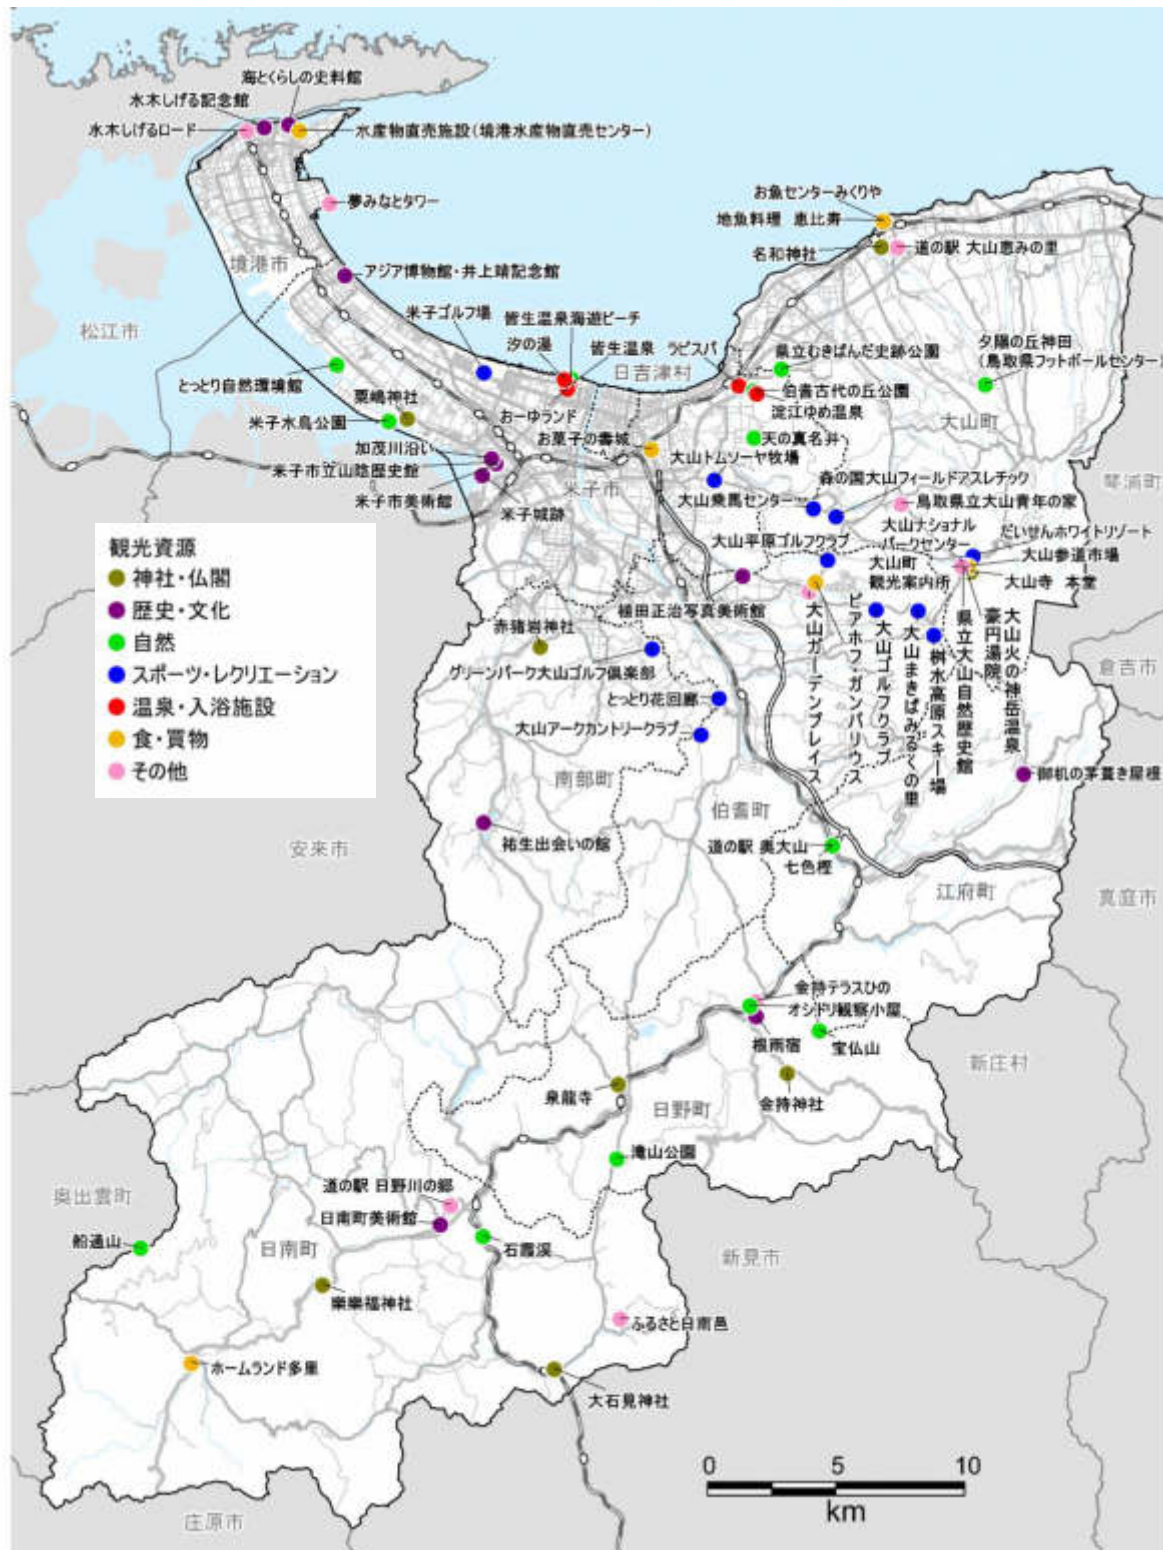 海とくらしの史料館
水木しげる記念館
水木しげるロード
水産物直売施設(境港水産物直売センター)
夢みなとタワー
お魚センターみくりや
地魚料理 恵比寿
名和神社
道の駅 大山恵みの里
境港市
アジア博物館・井上靖記念館
松江市
米子ゴルフ場
皆生温泉海遊ビーチ
汐の湯
皆生温泉 ラピスパ
日吉津村
県立むきばんだ史跡公園
夕陽の丘神田
(鳥取県フットボールセンター)
とっとり自然環境館
粟嶋神社
米子水鳥公園
おーゆランド
伯耆古代の丘公園
淀江ゆめ温泉
大山町
加茂川沿い
お菓子の壽城
天の真名井
米子市立山陰歴史館
大山トムソーヤ牧場
米子市美術館
米子城跡
米子市
森の国大山フィールドアスレチック
大山乗馬センター
鳥取県立大山青年の家
琴浦町
大山ナショナル
パークセンター
だいせんホワイトリゾート
大山平原ゴルフクラブ
大山町
観光案内所
大山参道市場
大山寺 本堂
植田正治写真美術館
大山ガーデンプレイス
ビアホフ・ガンバリウス
大山ゴルフクラブ
大山まきばみるくの里
桝水高原スキー場
県立大山自然歴史館
豪円湯院
大山火の神岳温泉
倉吉市
観光資源
神社・仏閣
歴史・文化
自然
スポーツ・レクリエーション
温泉・入浴施設
食・買物
その他
赤猪岩神社
グリーンパーク大山ゴルフ倶楽部
とっとり花回廊
大山アークカントリークラブ
南部町
御机の茅葺き屋根
伯耆町
祐生出会いの館
安来市
道の駅 奥大山
七色樫
江府町
真庭市
金持テラスひの
オシドリ観察小屋
根雨宿
宝仏山
新庄村
泉龍寺
日野町
金持神社
滝山公園
奥出雲町
道の駅 日野川の郷
日南町美術館
船通山
日南町
石霞渓
新見市
樂樂福神社
ふるさと日南邑
ホームランド多里
大石見神社
0 5 10
km
庄原市